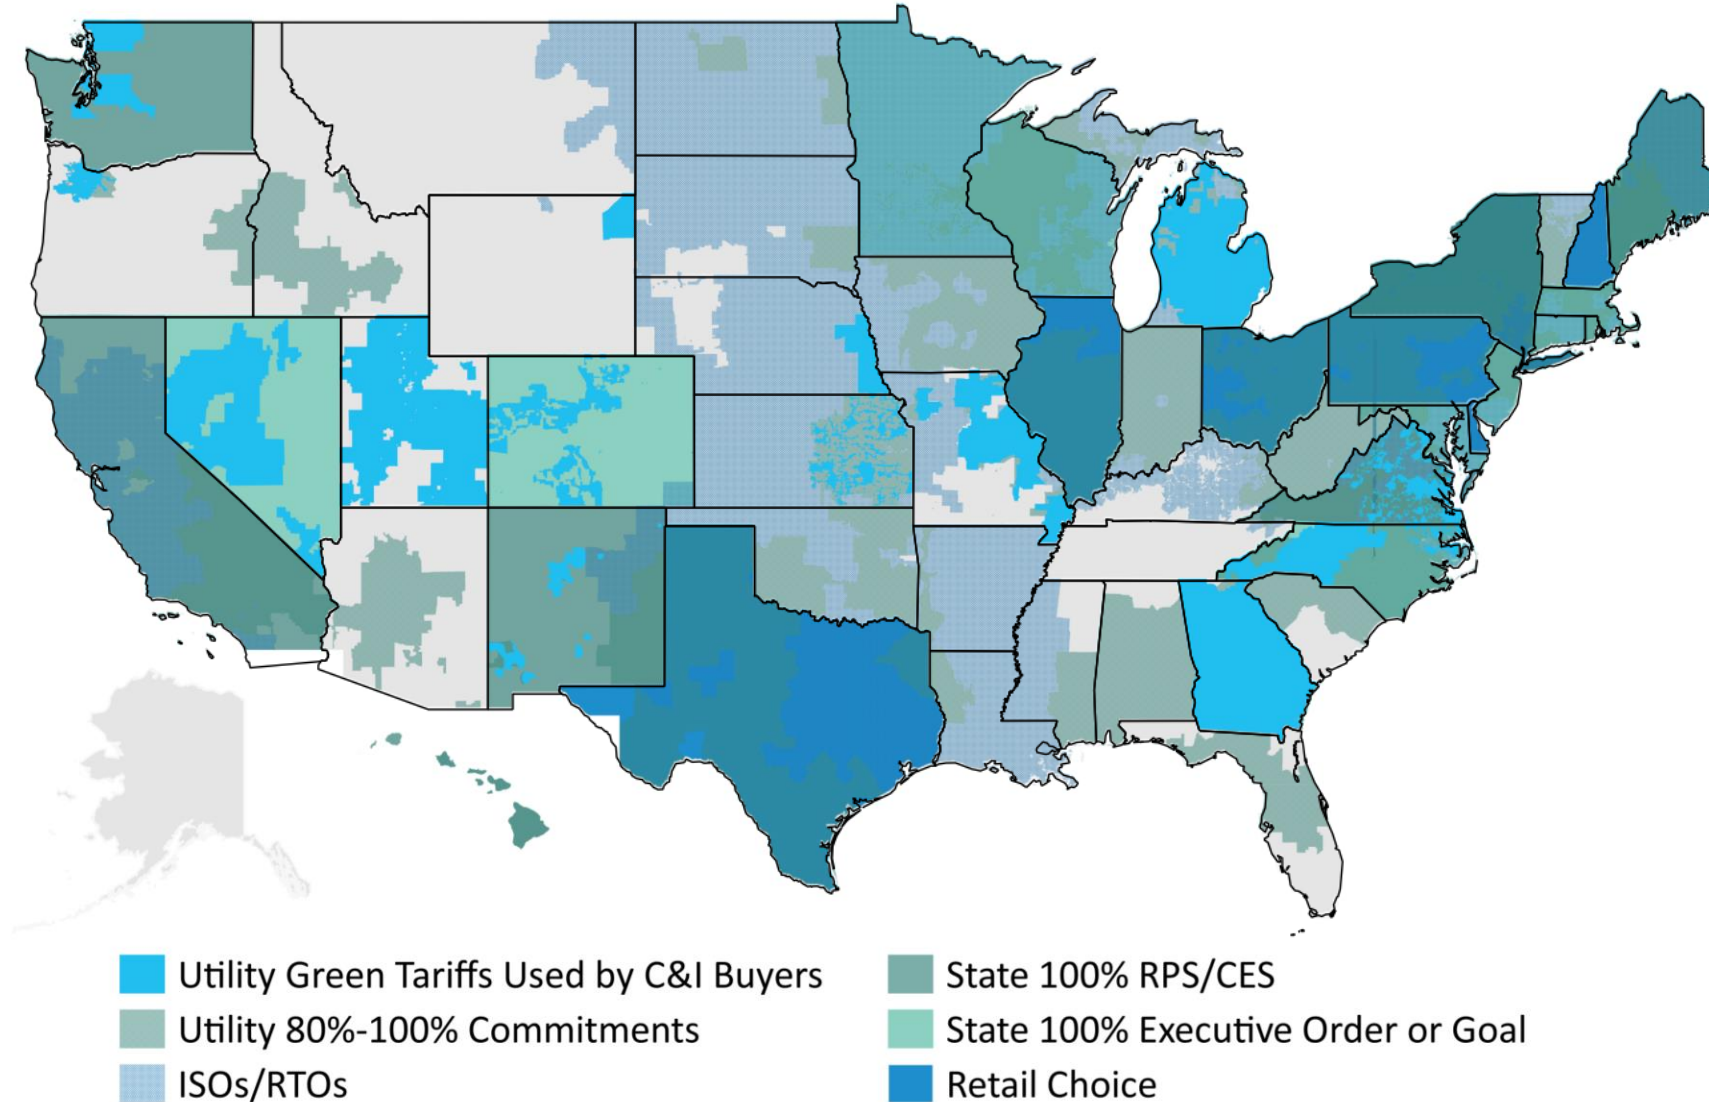 Utility Green Tariffs Used by C&I Buyers
Utility 80%-100% Commitments
ISOs/RTOs
State 100% RPS/CES
State 100% Executive Order or Goal
Retail Choice